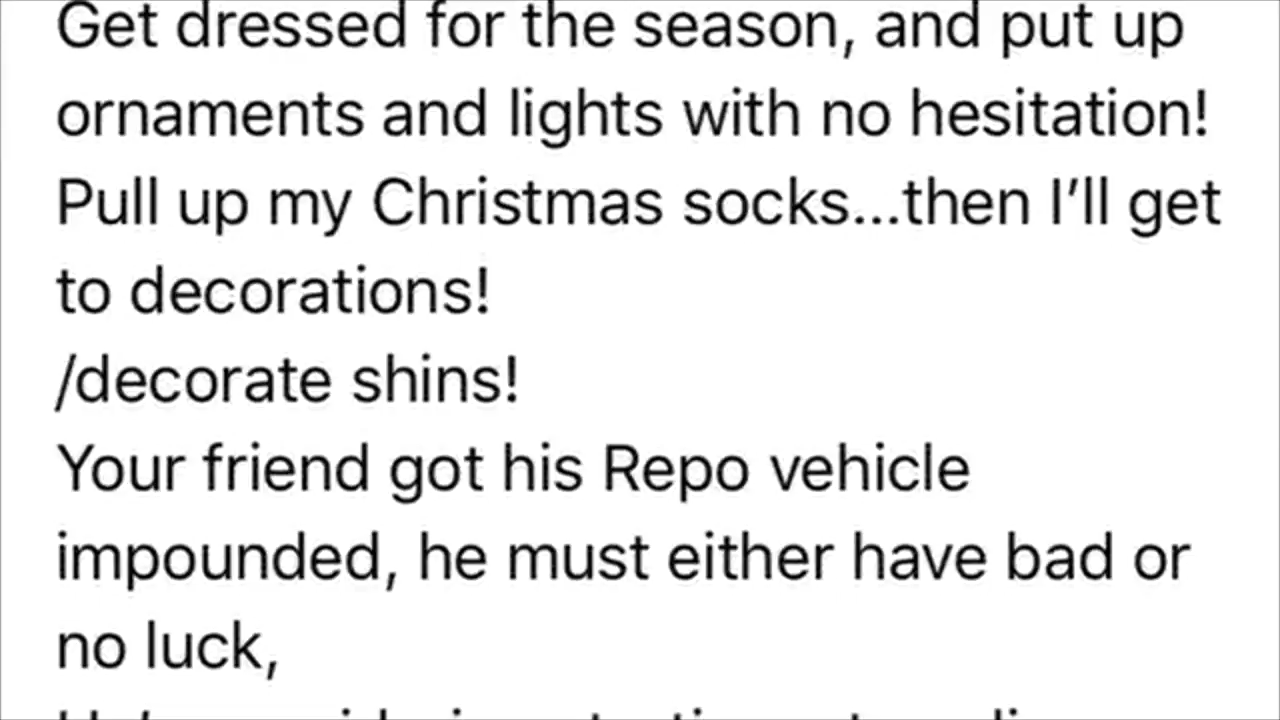 Get dressed for the season, and put up
ornaments and lights with no hesitation!
Pull up my Christmas socks...then I’ll get
to decorations!
/decorate shins!
Your friend got his Repo vehicle
impounded, he must either have bad or
no luck,